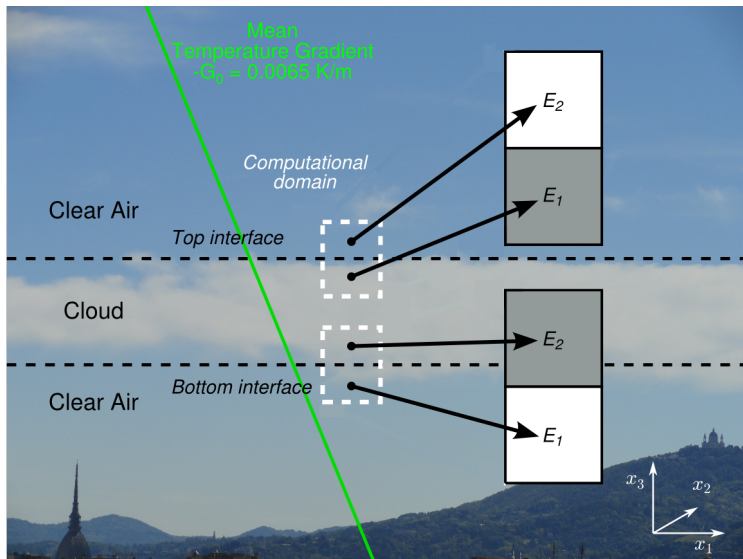 Mean
Temperature Gradient
-G₀ = 0.0065 K/m
E₂
Computational
domain
E₁
Clear Air
Top interface
Cloud
E₂
Bottom interface
Clear Air
E₁
x₃
x₂
x₁